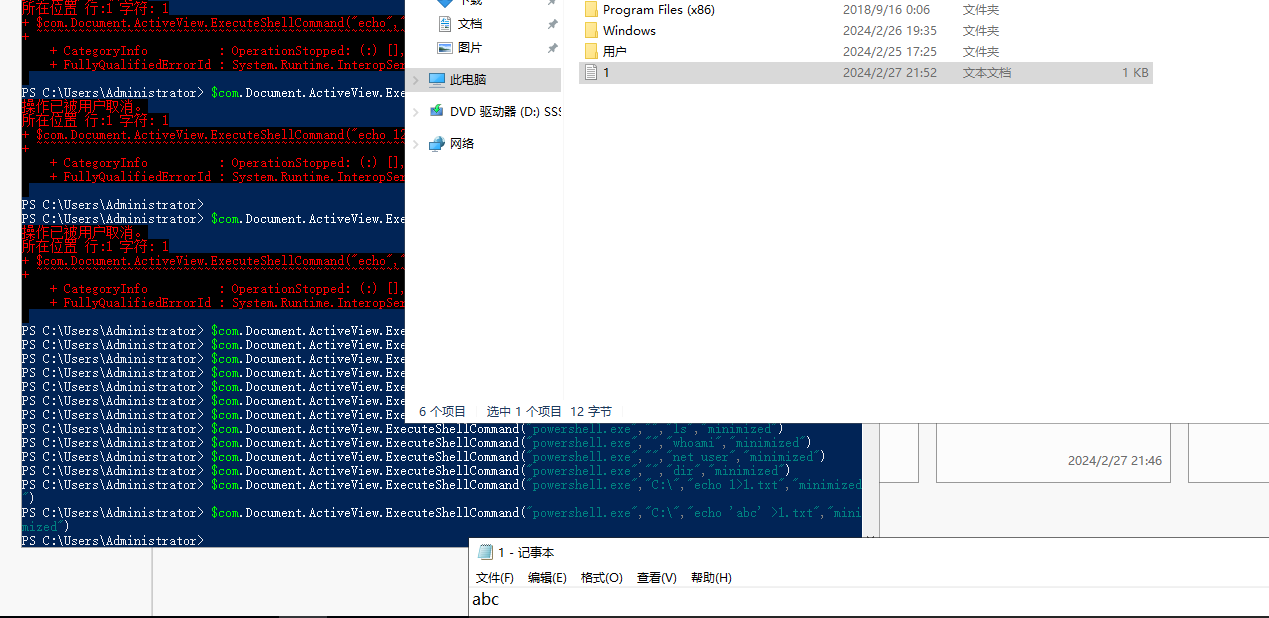 所在位置 行:1 字符: 1
+ $com.Document.ActiveView.ExecuteShellCommand("echo","
+
+ CategoryInfo : OperationStopped: (:) [],
+ FullyQualifiedErrorId : System.Runtime.InteropSer
PS C:\Users\Administrator> $com.Document.ActiveView.Exe
操作已被用户取消。
所在位置 行:1 字符: 1
+ $com.Document.ActiveView.ExecuteShellCommand("echo 12
+
+ CategoryInfo : OperationStopped: (:) [],
+ FullyQualifiedErrorId : System.Runtime.InteropSer
PS C:\Users\Administrator>
PS C:\Users\Administrator> $com.Document.ActiveView.Exe
操作已被用户取消。
所在位置 行:1 字符: 1
+ $com.Document.ActiveView.ExecuteShellCommand("echo","
+
+ CategoryInfo : OperationStopped: (:) [],
+ FullyQualifiedErrorId : System.Runtime.InteropSer
PS C:\Users\Administrator> $com.Document.ActiveView.Exe
PS C:\Users\Administrator> $com.Document.ActiveView.Exe
PS C:\Users\Administrator> $com.Document.ActiveView.Exe
PS C:\Users\Administrator> $com.Document.ActiveView.Exe
PS C:\Users\Administrator> $com.Document.ActiveView.Exe
PS C:\Users\Administrator> $com.Document.ActiveView.Exe
PS C:\Users\Administrator> $com.Document.ActiveView.Exe
PS C:\Users\Administrator> $com.Document.ActiveView.ExecuteShellCommand("powershell.exe","","ls","minimized")
PS C:\Users\Administrator> $com.Document.ActiveView.ExecuteShellCommand("powershell.exe","","whoami","minimized")
PS C:\Users\Administrator> $com.Document.ActiveView.ExecuteShellCommand("powershell.exe","","net user","minimized")
PS C:\Users\Administrator> $com.Document.ActiveView.ExecuteShellCommand("powershell.exe","","dir","minimized")
PS C:\Users\Administrator> $com.Document.ActiveView.ExecuteShellCommand("powershell.exe","C:\","echo 1>1.txt","minimized
")
PS C:\Users\Administrator> $com.Document.ActiveView.ExecuteShellCommand("powershell.exe","C:\","echo 'abc' >1.txt","mini
mized")
PS C:\Users\Administrator>
下载
文档
图片
此电脑
DVD 驱动器 (D:) SS
网络
Program Files (x86) 2018/9/16 0:06 文件夹
Windows 2024/2/26 19:35 文件夹
用户 2024/2/25 17:25 文件夹
1 2024/2/27 21:52 文本文档 1 KB
6 个项目 选中 1 个项目 12 字节
2024/2/27 21:46
1 - 记事本
文件(F) 编辑(E) 格式(O) 查看(V) 帮助(H)
abc